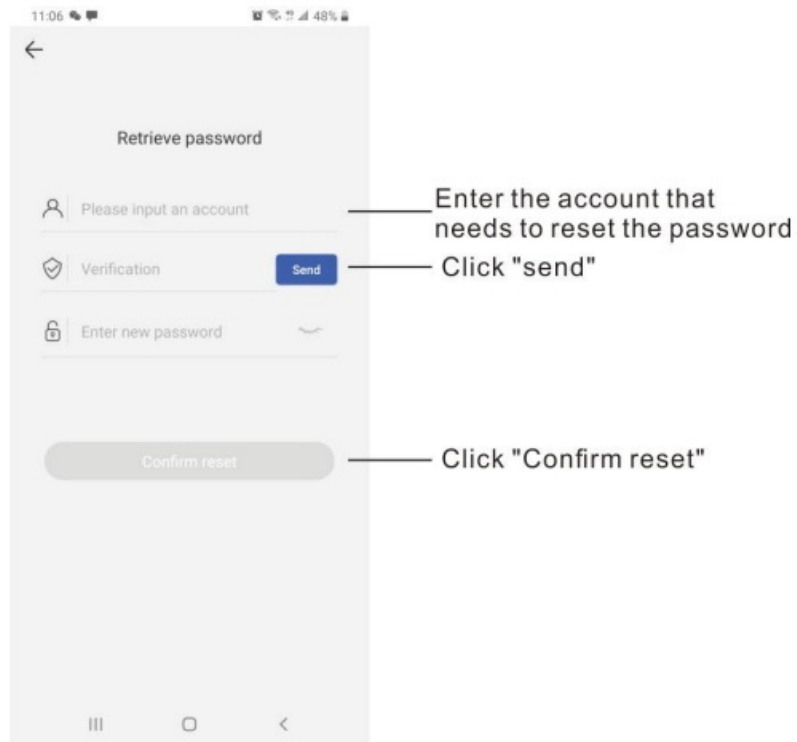 11:06 48%
Retrieve password
Please input an account
Enter the account that
needs to reset the password
Verification Send
Click "send"
Enter new password
Confirm reset
Click "Confirm reset"